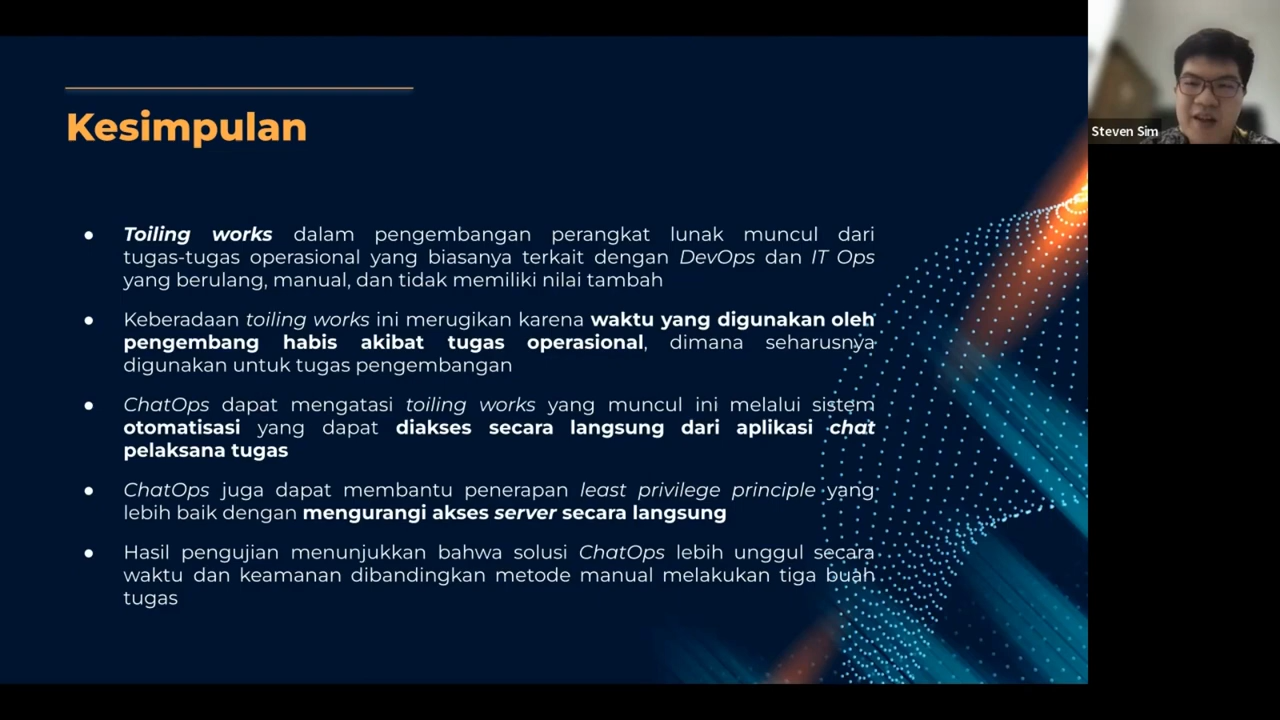 Kesimpulan
● Toiling works dalam pengembangan perangkat lunak muncul dari
tugas-tugas operasional yang biasanya terkait dengan DevOps dan IT Ops
yang berulang, manual, dan tidak memiliki nilai tambah
● Keberadaan toiling works ini merugikan karena waktu yang digunakan oleh
pengembang habis akibat tugas operasional, dimana seharusnya
digunakan untuk tugas pengembangan
● ChatOps dapat mengatasi toiling works yang muncul ini melalui sistem
otomatisasi yang dapat diakses secara langsung dari aplikasi chat
pelaksana tugas
● ChatOps juga dapat membantu penerapan least privilege principle yang
lebih baik dengan mengurangi akses server secara langsung
● Hasil pengujian menunjukkan bahwa solusi ChatOps lebih unggul secara
waktu dan keamanan dibandingkan metode manual melakukan tiga buah
tugas
Steven Sim